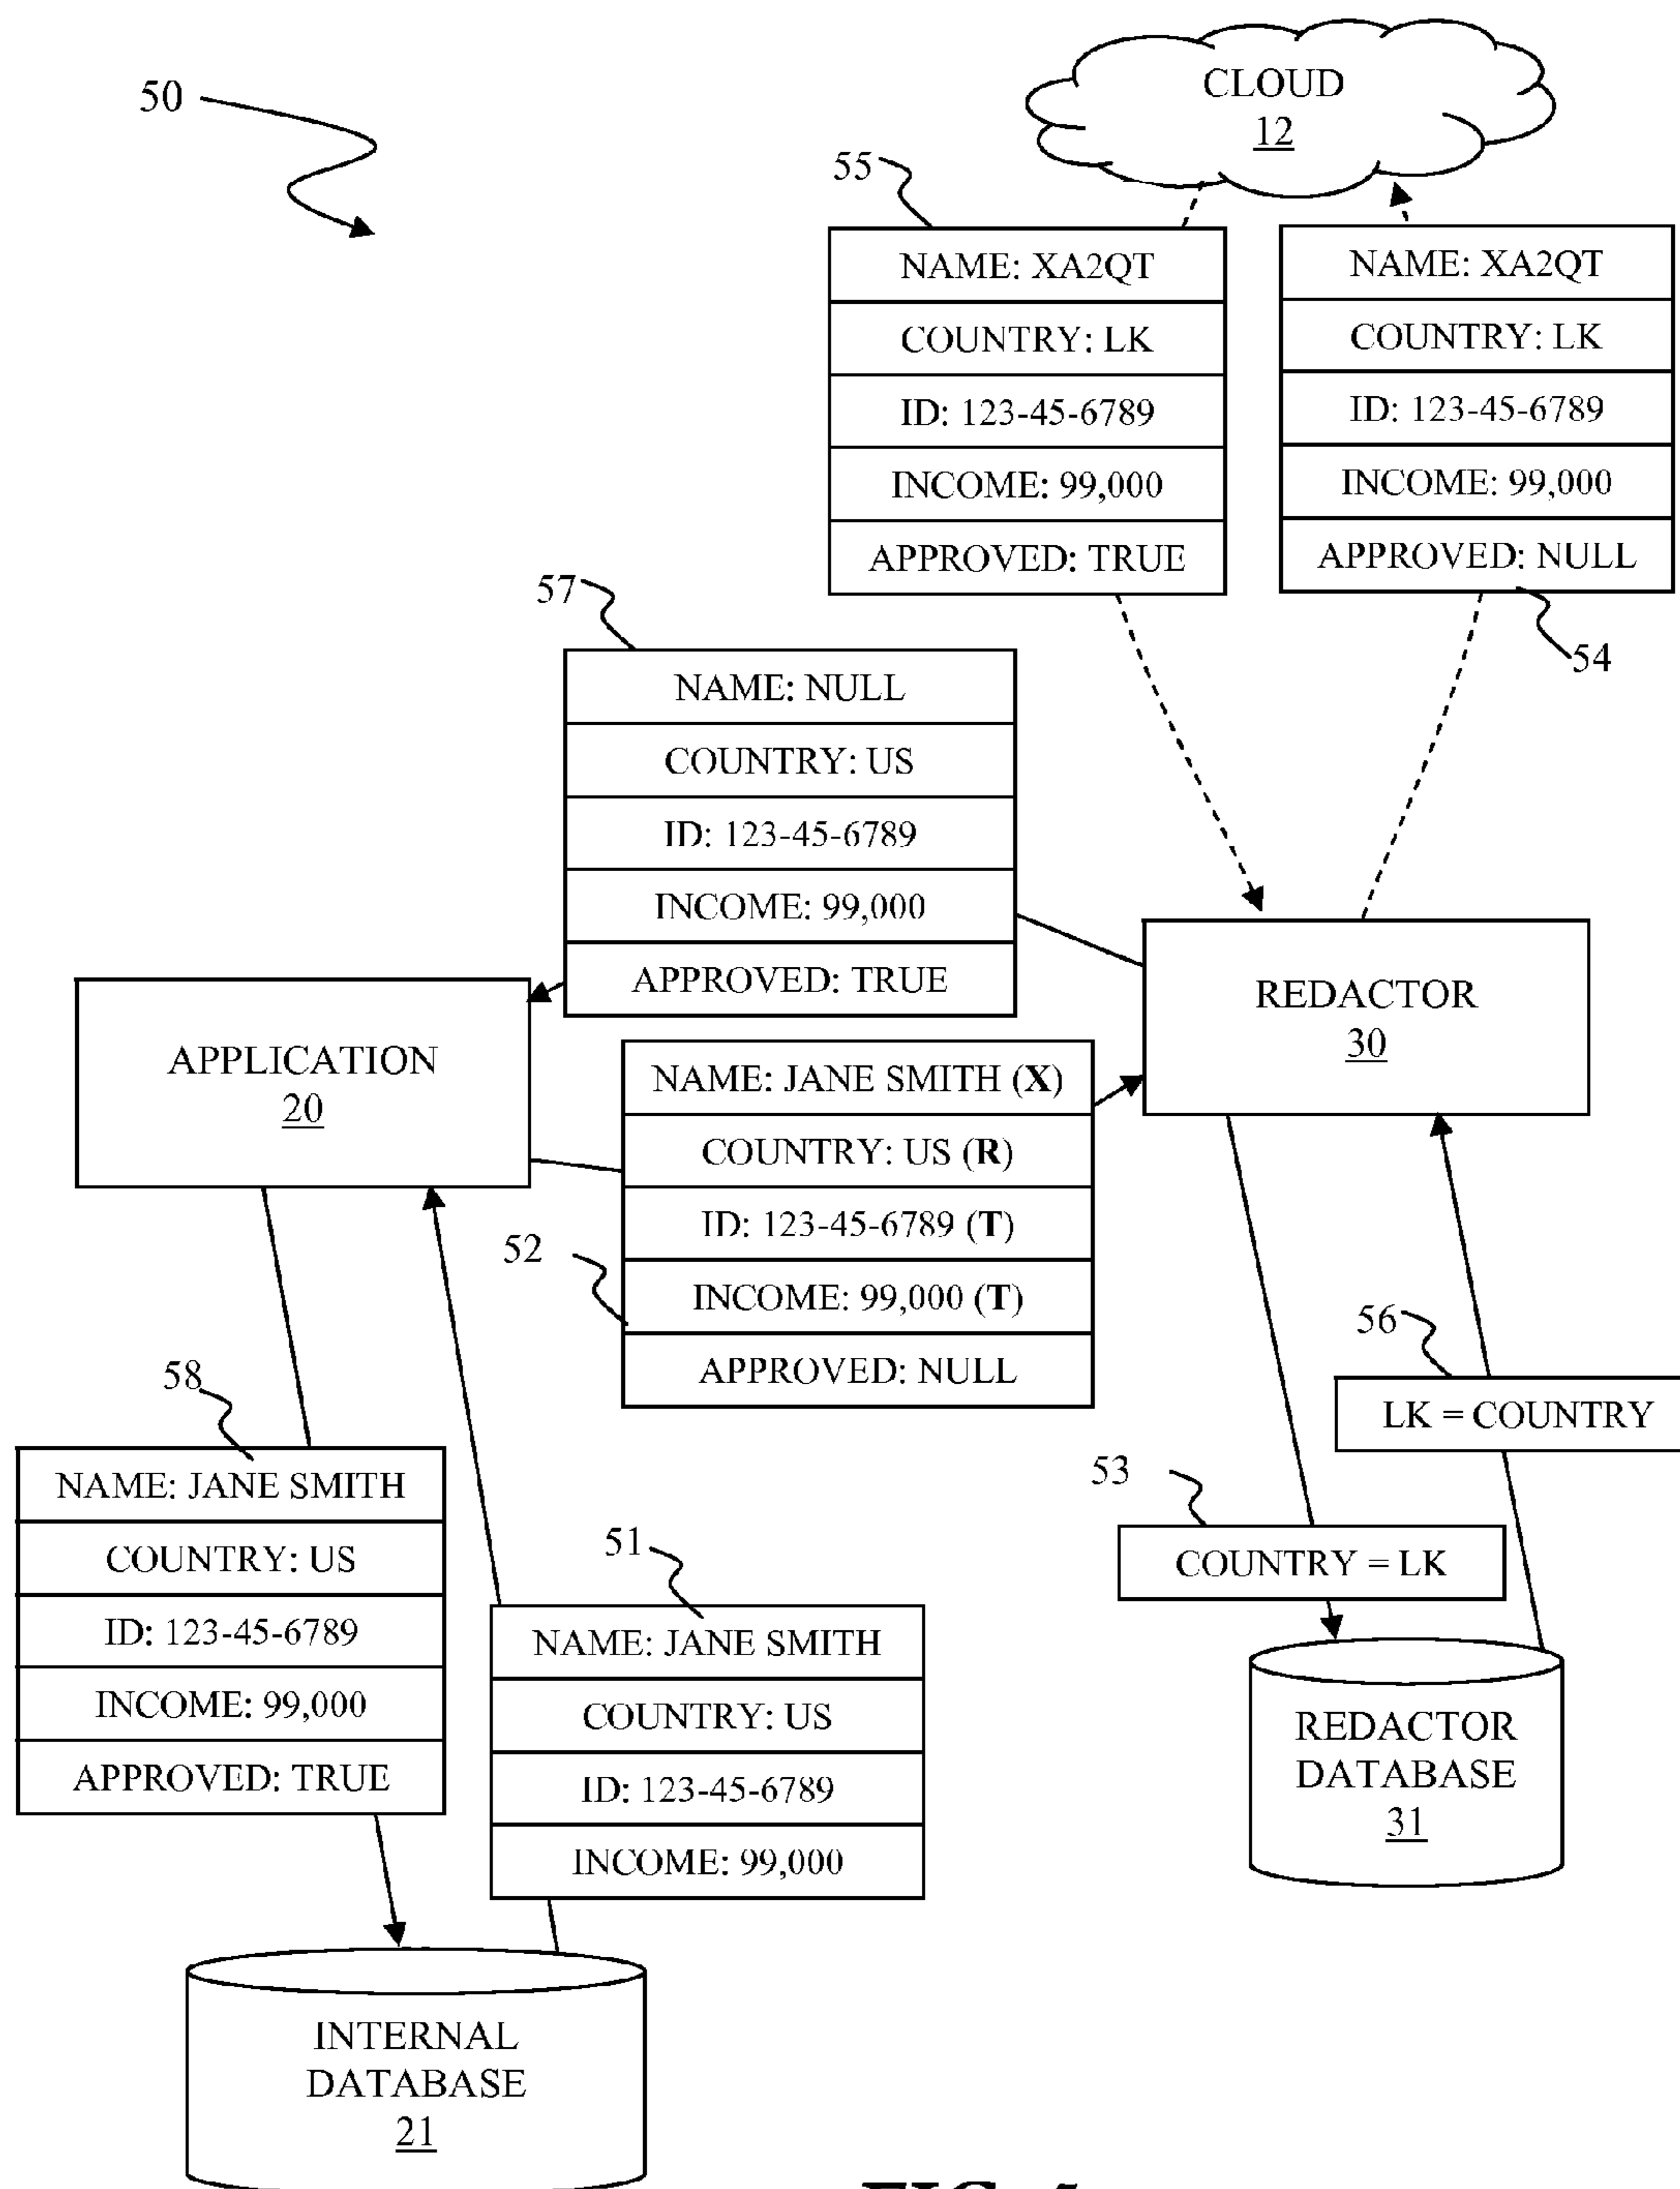 50
CLOUD
12
55
NAME: XA2QT
COUNTRY: LK
ID: 123-45-6789
INCOME: 99,000
APPROVED: TRUE
NAME: XA2QT
COUNTRY: LK
ID: 123-45-6789
INCOME: 99,000
APPROVED: NULL
54
57
NAME: NULL
COUNTRY: US
ID: 123-45-6789
INCOME: 99,000
APPROVED: TRUE
REDACTOR
30
APPLICATION
20
NAME: JANE SMITH (X)
COUNTRY: US (R)
ID: 123-45-6789 (T)
INCOME: 99,000 (T)
APPROVED: NULL
52
56
LK = COUNTRY
53
COUNTRY = LK
58
NAME: JANE SMITH
COUNTRY: US
ID: 123-45-6789
INCOME: 99,000
APPROVED: TRUE
51
NAME: JANE SMITH
COUNTRY: US
ID: 123-45-6789
INCOME: 99,000
REDACTOR
DATABASE
31
INTERNAL
DATABASE
21